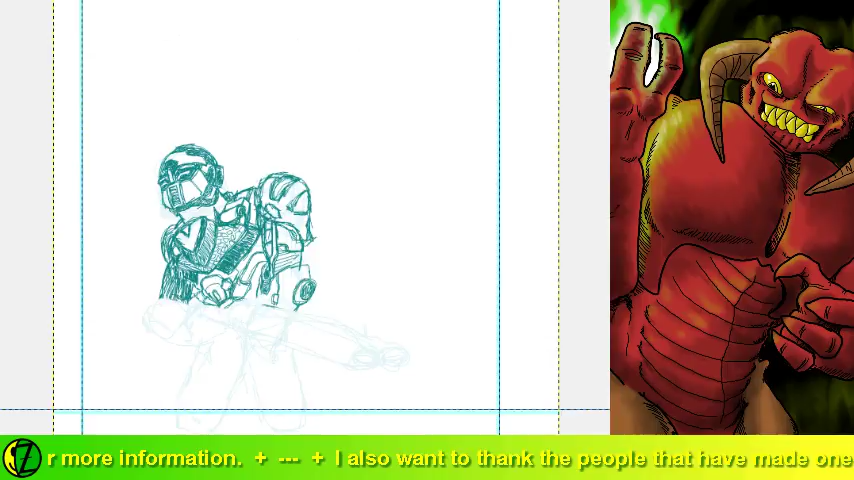 r more information.  +  ---  +  I also want to thank the people that have made one